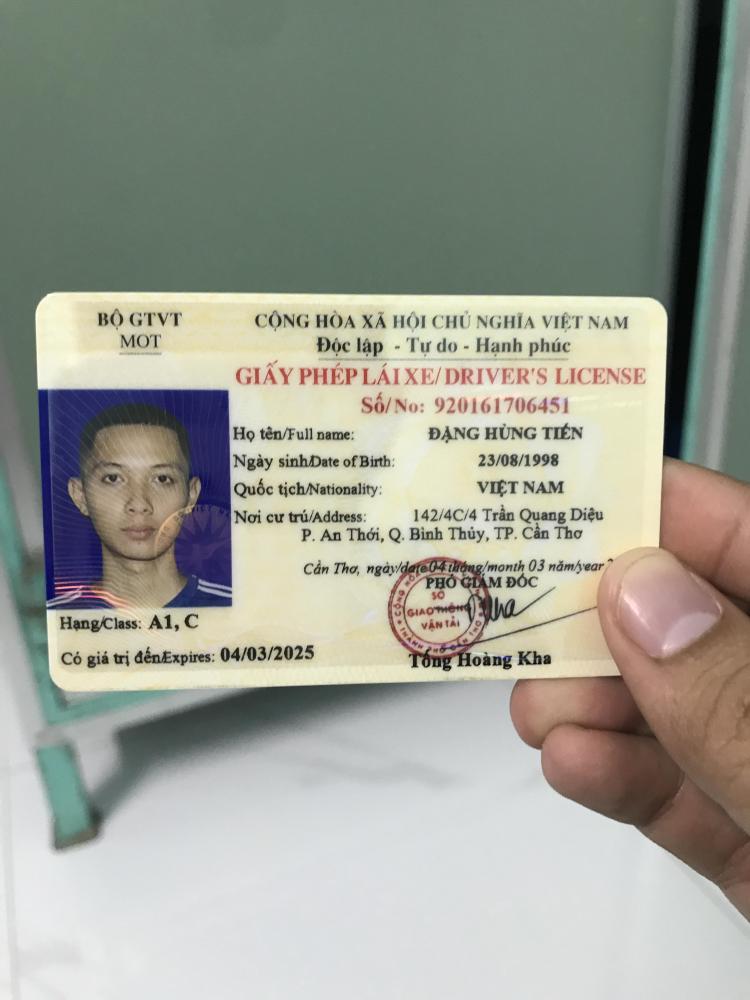 BỘ GTVT
MOT
CỘNG HÒA XÃ HỘI CHỦ NGHĨA VIỆT NAM
Độc lập - Tự do - Hạnh phúc
GIẤY PHÉP LÁI XE/DRIVER'S LICENSE
Số/No: 920161706451
Họ tên/Full name: ĐẶNG HÙNG TIẾN
Ngày sinh/Date of Birth: 23/08/1998
Quốc tịch/Nationality: VIỆT NAM
Nơi cư trú/Address: 142/4C/4 Trần Quang Diệu
P. An Thới, Q. Bình Thủy, TP. Cần Thơ
Cần Thơ, ngày/date 04 tháng/month 03 năm/year 2
PHÓ GIÁM ĐỐC
SỞ
GIAO THÔNG
VẬN TẢI
Hạng/Class: A1, C
Có giá trị đến/Expires: 04/03/2025
Tống Hoàng Kha